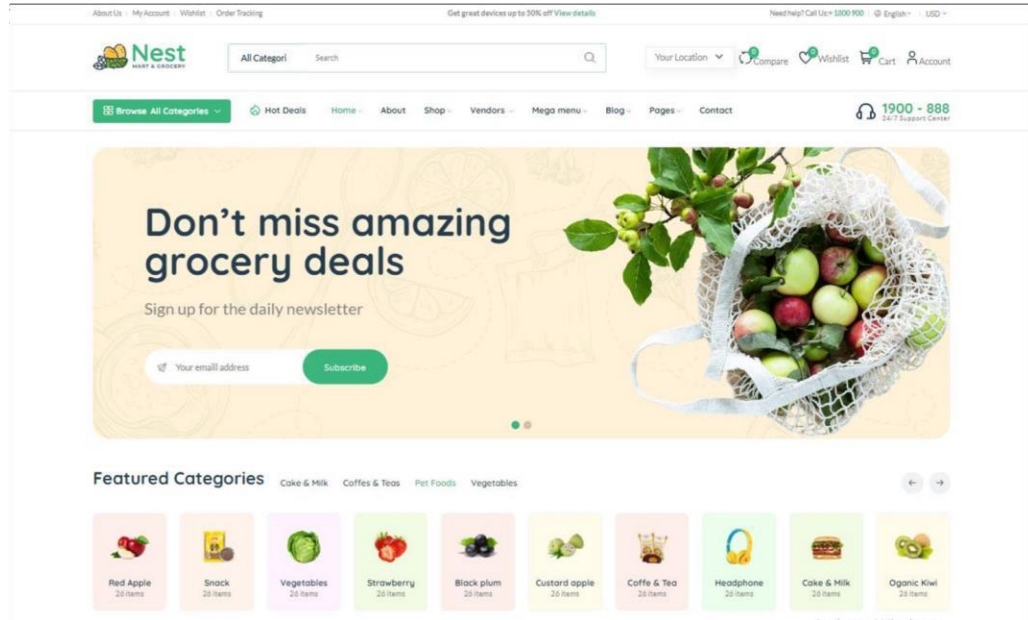 About Us | My Account | Wishlist | Order Tracking
Get great devices up to 50% off View details
Need help? Call Us:+ 1800 900 | English | USD
Nest
MART & GROCERY
All Categori Search
Your Location
0 Compare 0 Wishlist 0 Cart Account
Browse All Categories
Hot Deals Home About Shop Vendors Mega menu Blog Pages Contact
1900 - 888
24/7 Support Center
Don't miss amazing
grocery deals
Sign up for the daily newsletter
Your emaill address Subscribe
Featured Categories Cake & Milk Coffes & Teas Pet Foods Vegetables
Red Apple
26 items
Snack
26 items
Vegetables
26 items
Strawberry
26 items
Black plum
26 items
Custard apple
26 items
Coffe & Tea
26 items
Headphone
26 items
Cake & Milk
26 items
Oganic Kiwi
26 items